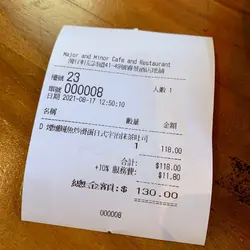 Major and Minor Cafe and Restaurant
檯號 23 人數 1
單號 000008
日期 2021-08-17 12:50:10
名稱 數量 金額
1 118.00
合計: $118.00
+10% 服務費: $11.80
總金額: $ 130.00
000008